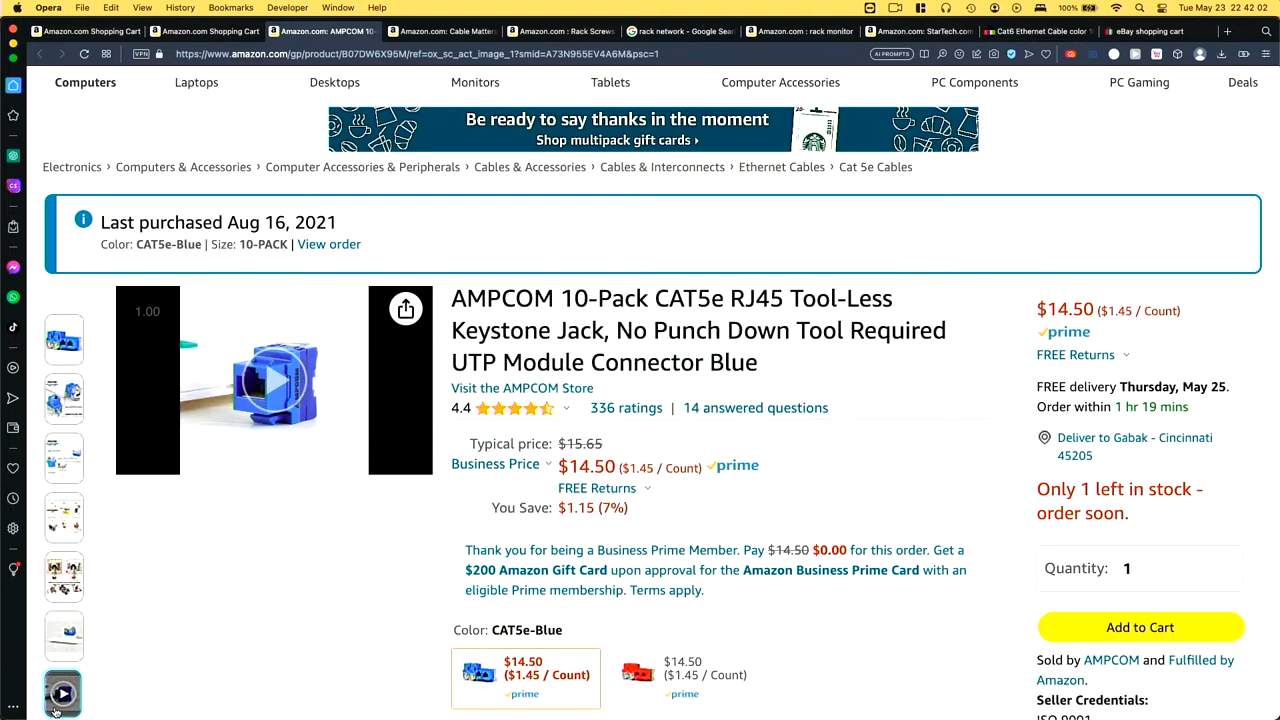 Opera File Edit View History Bookmarks Developer Window Help 100% Tue May 23 22 42 02
Amazon.com Shopping Cart Amazon.com Shopping Cart Amazon.com: AMPCOM 10- Amazon.com: Cable Matters Amazon.com : Rack Screws rack network - Google Sea Amazon.com : rack monitor Amazon.com: StarTech.com Cat6 Ethernet Cable color eBay shopping cart
VPN https://www.amazon.com/gp/product/B07DW6X95M/ref=ox_sc_act_image_1?smid=A73N955EV4A6M&psc=1 AI PROMPTS
Computers Laptops Desktops Monitors Tablets Computer Accessories PC Components PC Gaming Deals
Be ready to say thanks in the moment
Shop multipack gift cards ›
Electronics › Computers & Accessories › Computer Accessories & Peripherals › Cables & Accessories › Cables & Interconnects › Ethernet Cables › Cat 5e Cables
Last purchased Aug 16, 2021
Color: CAT5e-Blue | Size: 10-PACK | View order
1.00
AMPCOM 10-Pack CAT5e RJ45 Tool-Less
Keystone Jack, No Punch Down Tool Required
UTP Module Connector Blue
Visit the AMPCOM Store
4.4 336 ratings | 14 answered questions
Typical price: $15.65
Business Price $14.50 ($1.45 / Count) prime
FREE Returns
You Save: $1.15 (7%)
Thank you for being a Business Prime Member. Pay $14.50 $0.00 for this order. Get a
$200 Amazon Gift Card upon approval for the Amazon Business Prime Card with an
eligible Prime membership. Terms apply.
Color: CAT5e-Blue
$14.50
($1.45 / Count)
prime
$14.50
($1.45 / Count)
prime
$14.50 ($1.45 / Count)
prime
FREE Returns
FREE delivery Thursday, May 25.
Order within 1 hr 19 mins
Deliver to Gabak - Cincinnati
45205
Only 1 left in stock -
order soon.
Quantity: 1
Add to Cart
Sold by AMPCOM and Fulfilled by
Amazon.
Seller Credentials:
ISO 9001